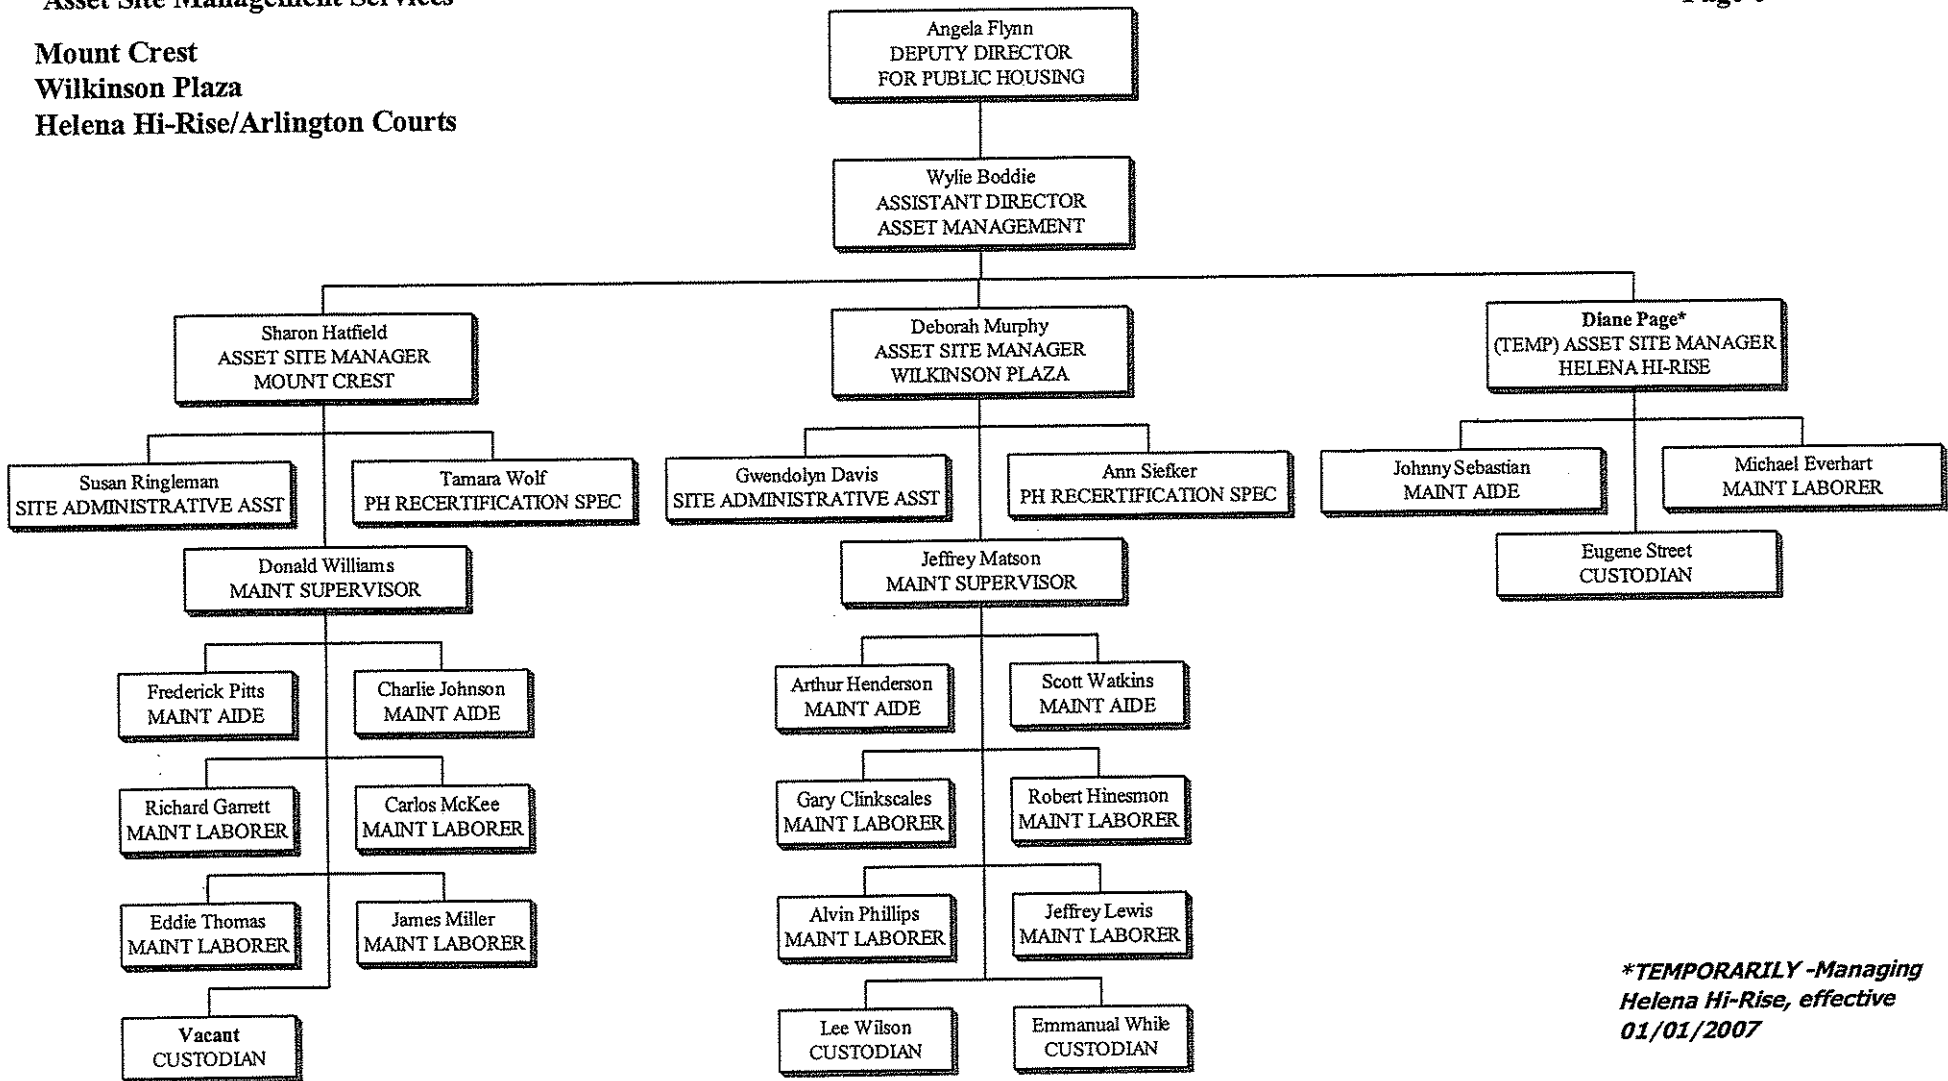 Asset Site Management Services
Mount Crest
Wilkinson Plaza
Helena Hi-Rise/Arlington Courts
Angela Flynn
DEPUTY DIRECTOR
FOR PUBLIC HOUSING
Wylie Boddie
ASSISTANT DIRECTOR
ASSET MANAGEMENT
Sharon Hatfield
ASSET SITE MANAGER
MOUNT CREST
Deborah Murphy
ASSET SITE MANAGER
WILKINSON PLAZA
Diane Page*
(TEMP) ASSET SITE MANAGER
HELENA HI-RISE
Susan Ringleman
SITE ADMINISTRATIVE ASST
Tamara Wolf
PH RECERTIFICATION SPEC
Gwendolyn Davis
SITE ADMINISTRATIVE ASST
Ann Siefker
PH RECERTIFICATION SPEC
Johnny Sebastian
MAINT AIDE
Michael Everhart
MAINT LABORER
Donald Williams
MAINT SUPERVISOR
Jeffrey Matson
MAINT SUPERVISOR
Eugene Street
CUSTODIAN
Frederick Pitts
MAINT AIDE
Charlie Johnson
MAINT AIDE
Arthur Henderson
MAINT AIDE
Scott Watkins
MAINT AIDE
Richard Garrett
MAINT LABORER
Carlos McKee
MAINT LABORER
Gary Clinkscales
MAINT LABORER
Robert Hinesmon
MAINT LABORER
Eddie Thomas
MAINT LABORER
James Miller
MAINT LABORER
Alvin Phillips
MAINT LABORER
Jeffrey Lewis
MAINT LABORER
Vacant
CUSTODIAN
Lee Wilson
CUSTODIAN
Emmanual While
CUSTODIAN
*TEMPORARILY -Managing
Helena Hi-Rise, effective
01/01/2007